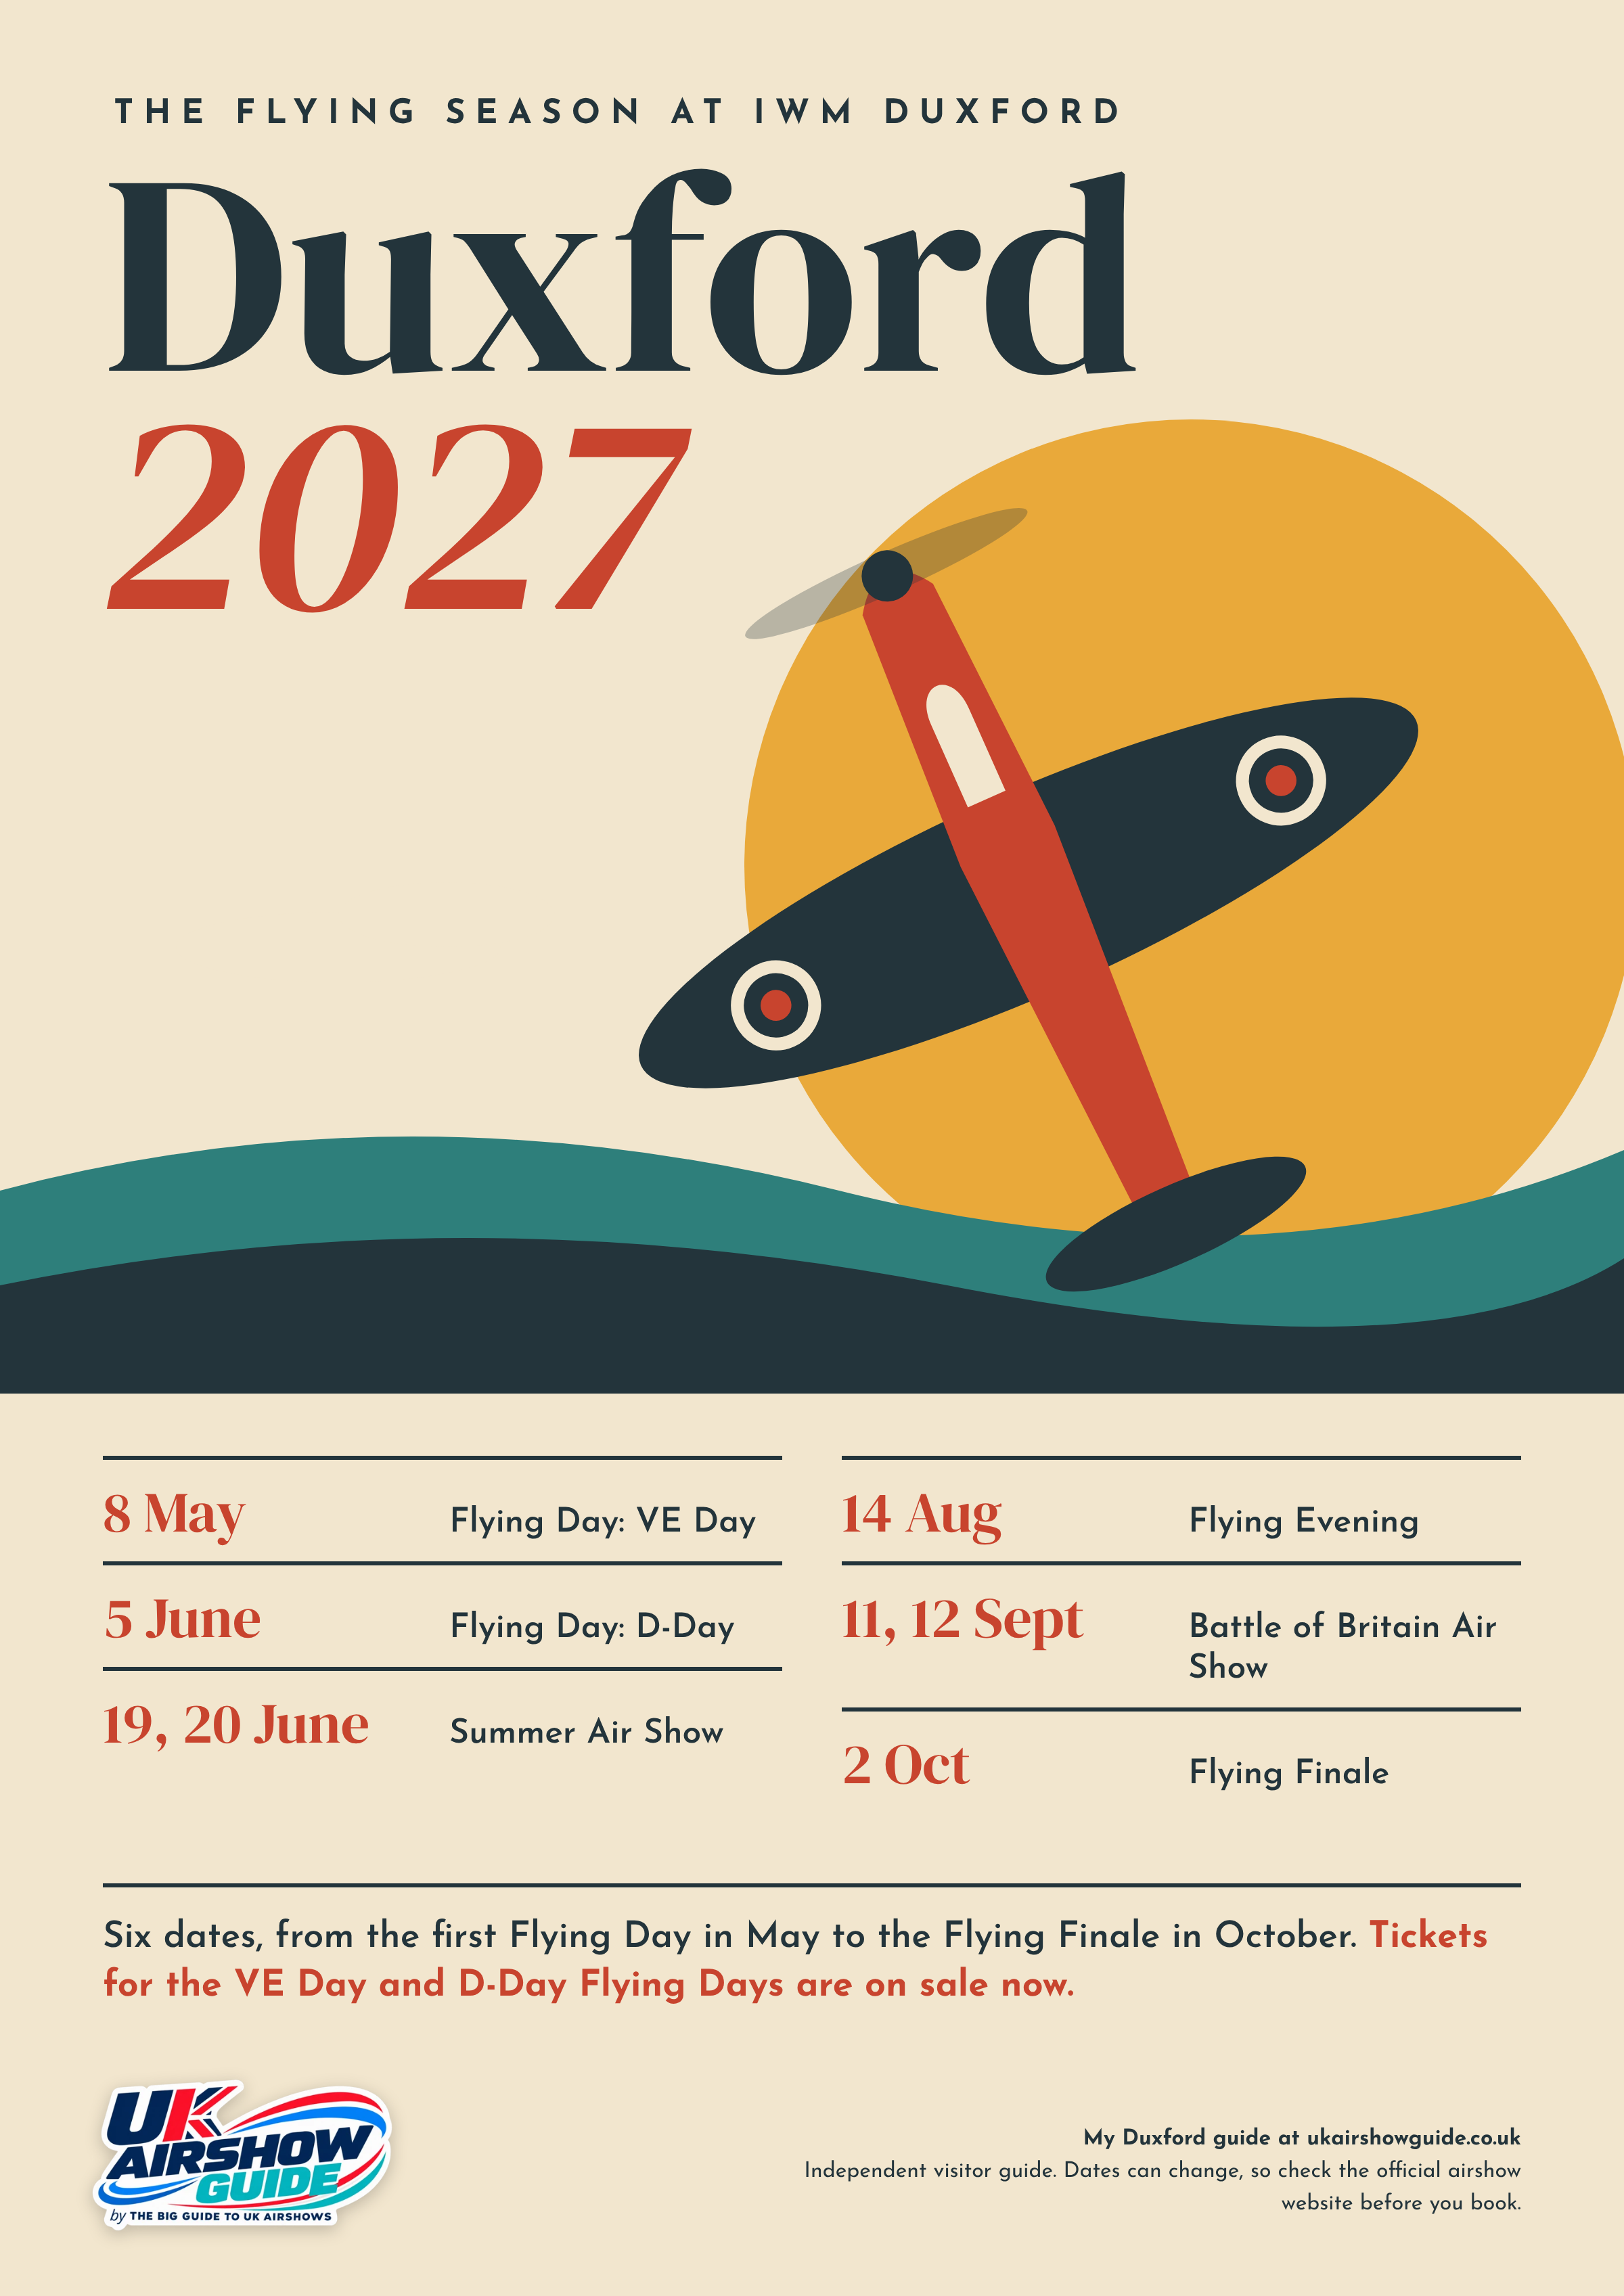 THE FLYING SEASON AT IWM DUXFORD
Duxford
2027
8 May Flying Day: VE Day
5 June Flying Day: D-Day
19, 20 June Summer Air Show
14 Aug Flying Evening
11, 12 Sept Battle of Britain Air
Show
2 Oct Flying Finale
Six dates, from the first Flying Day in May to the Flying Finale in October. Tickets
for the VE Day and D-Day Flying Days are on sale now.
UK
AIRSHOW
GUIDE
by THE BIG GUIDE TO UK AIRSHOWS
My Duxford guide at ukairshowguide.co.uk
Independent visitor guide. Dates can change, so check the official airshow
website before you book.